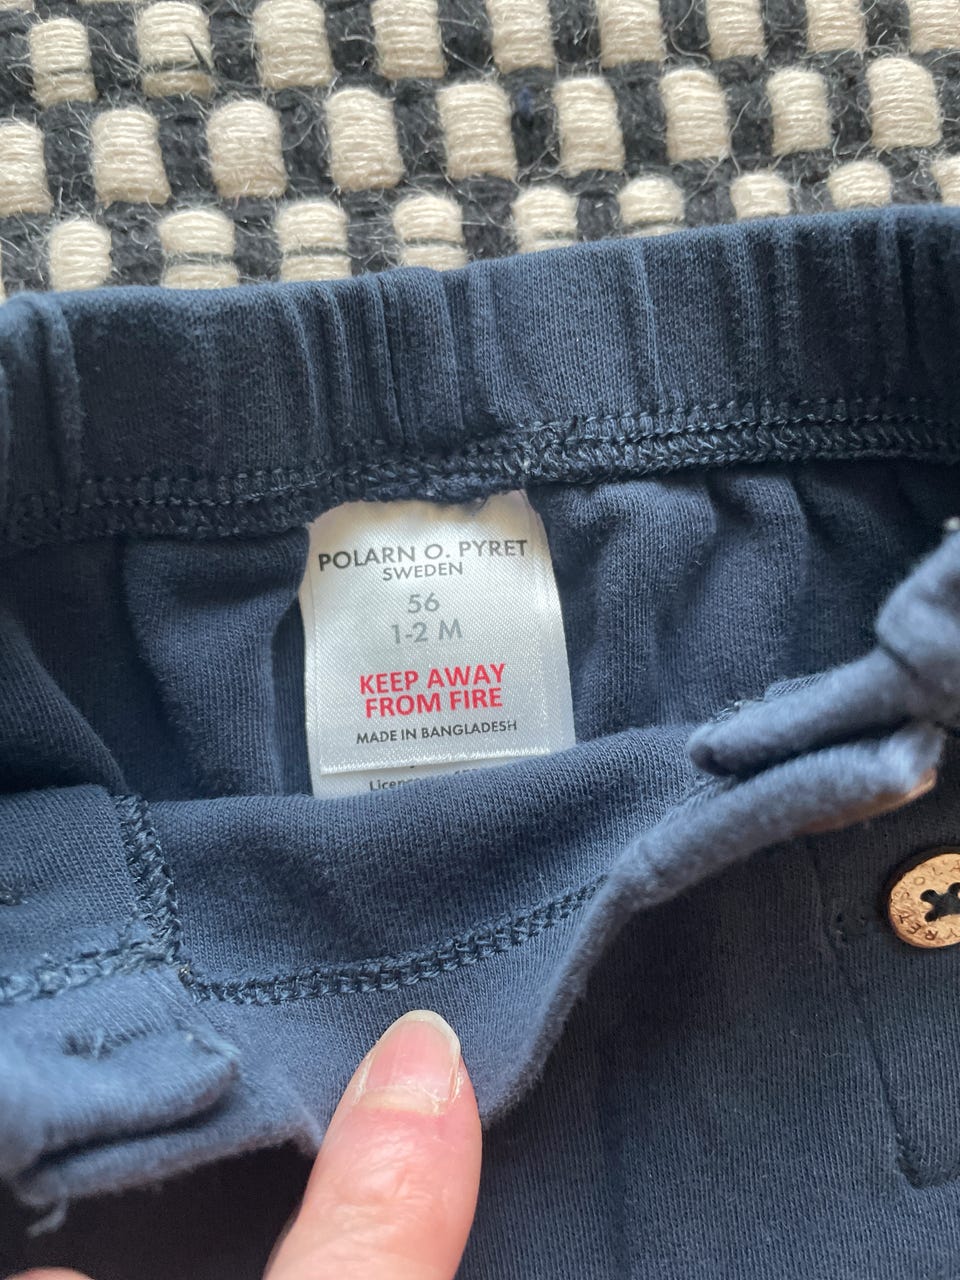 POLARN O. PYRET
SWEDEN
56
1-2 M
KEEP AWAY
FROM FIRE
MADE IN BANGLADESH